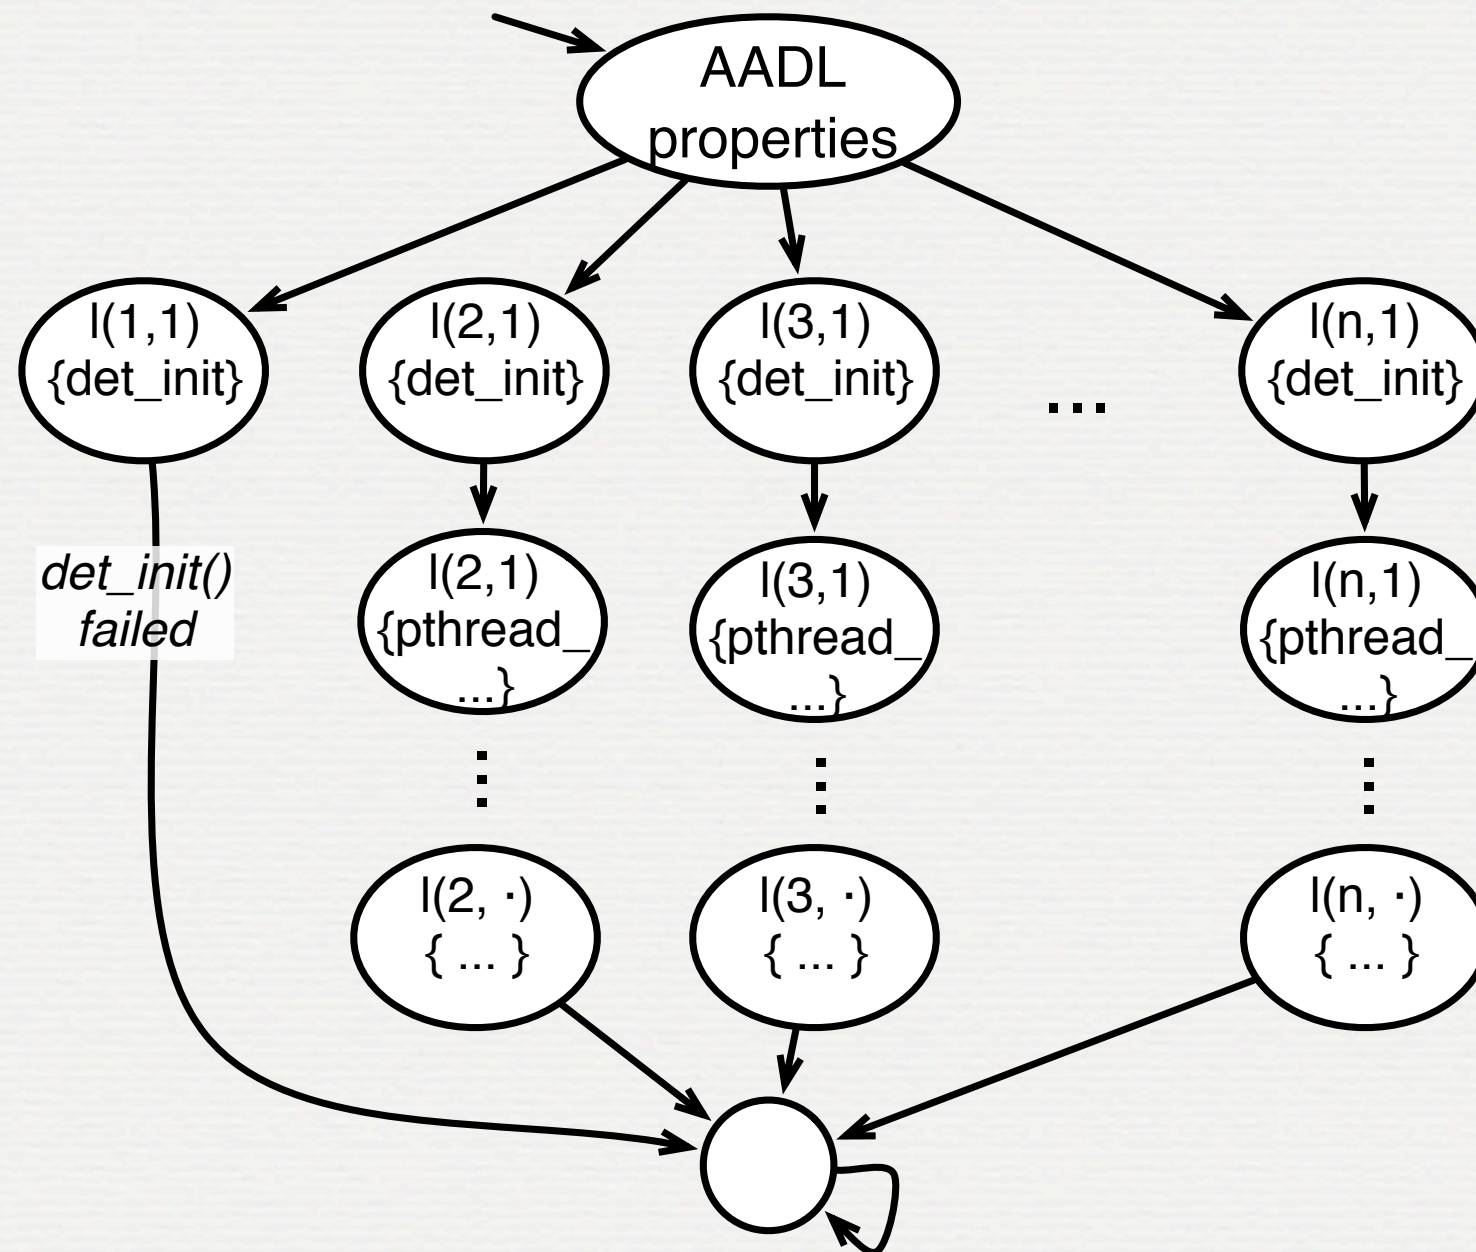 AADL
properties
l(1,1)
{det_init}
l(2,1)
{det_init}
l(3,1)
{det_init}
...
l(n,1)
{det_init}
det_init()
failed
l(2,1)
{pthread_
...}
l(3,1)
{pthread_
...}
l(n,1)
{pthread_
...}
l(2, ·)
{ ... }
l(3, ·)
{ ... }
l(n, ·)
{ ... }